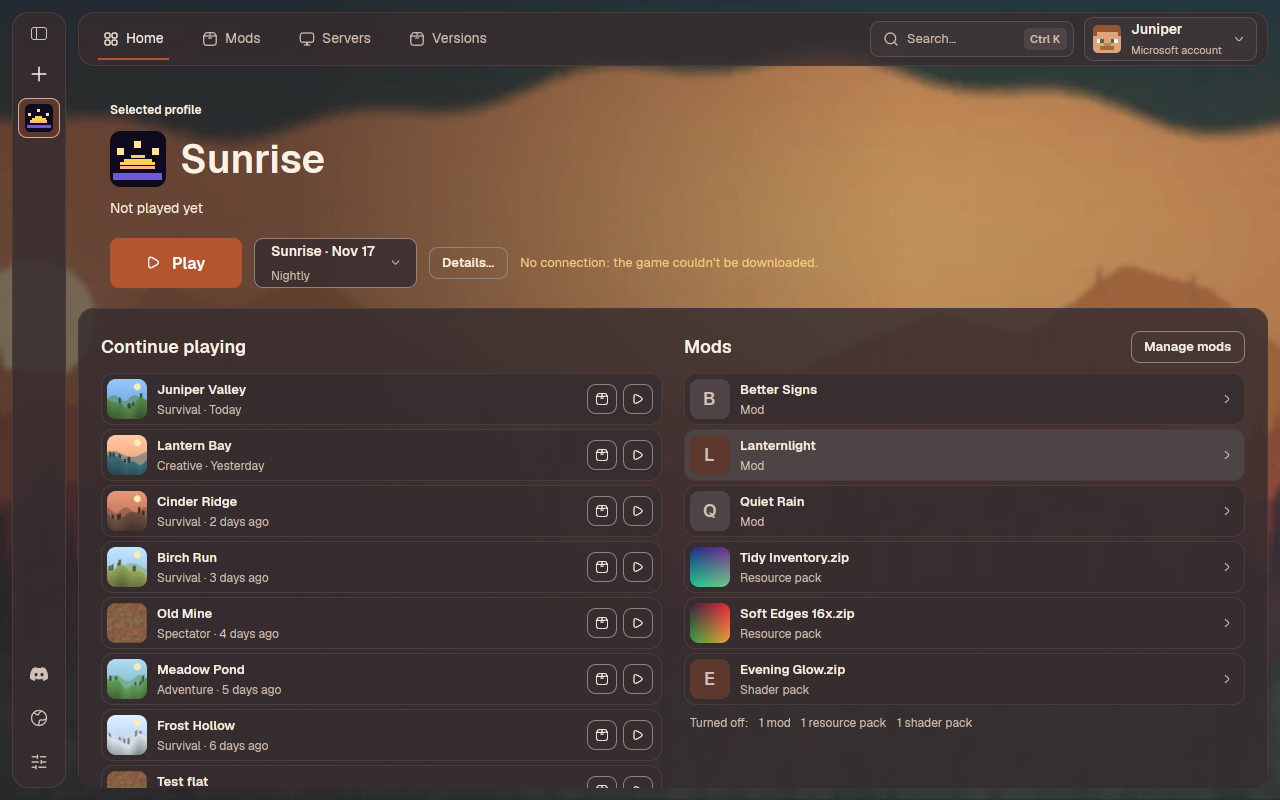 Home
Mods
Servers
Versions
Search...
Ctrl K
Juniper
Microsoft account
Selected profile
Sunrise
Not played yet
Play
Sunrise · Nov 17
Nightly
Details...
No connection: the game couldn't be downloaded.
Continue playing
Juniper Valley
Survival · Today
Lantern Bay
Creative · Yesterday
Cinder Ridge
Survival · 2 days ago
Birch Run
Survival · 3 days ago
Old Mine
Spectator · 4 days ago
Meadow Pond
Adventure · 5 days ago
Frost Hollow
Survival · 6 days ago
Test flat
Mods
Manage mods
B
Better Signs
Mod
L
Lanternlight
Mod
Q
Quiet Rain
Mod
Tidy Inventory.zip
Resource pack
Soft Edges 16x.zip
Resource pack
E
Evening Glow.zip
Shader pack
Turned off: 1 mod 1 resource pack 1 shader pack